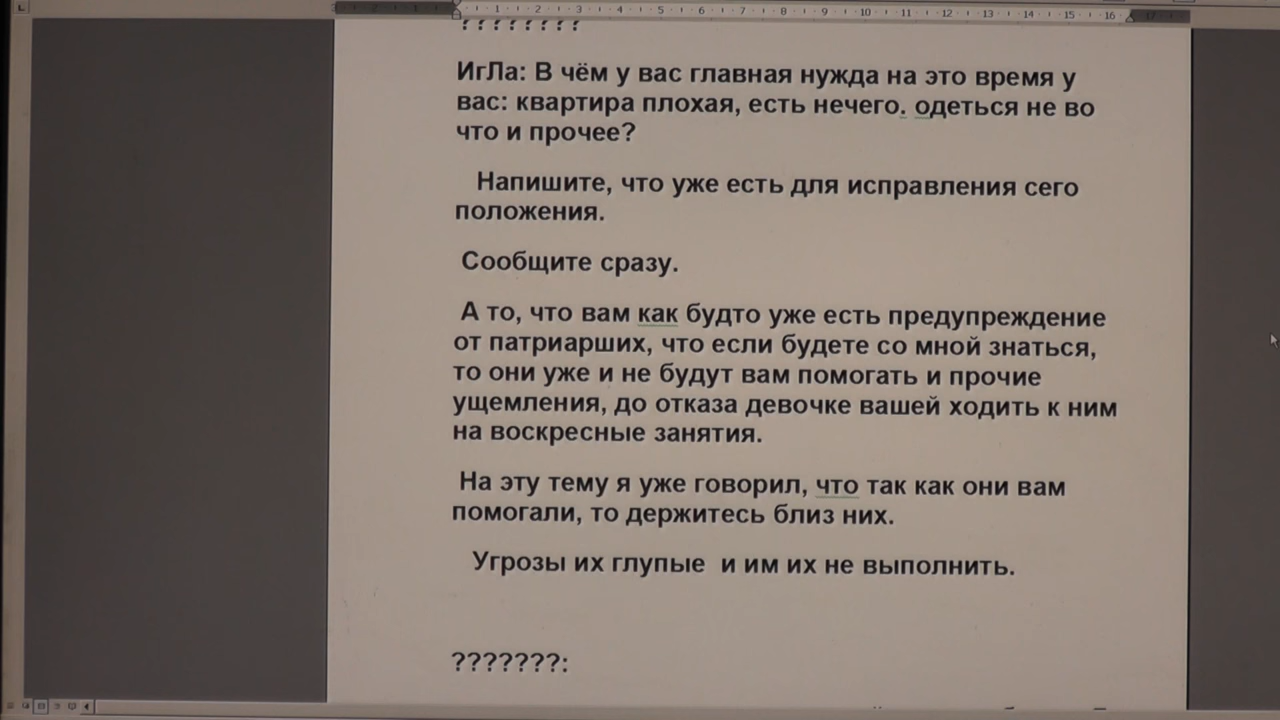 ????????
ИгЛа: В чём у вас главная нужда на это время у
вас: квартира плохая, есть нечего. одеться не во
что и прочее?
Напишите, что уже есть для исправления сего
положения.
Сообщите сразу.
А то, что вам как будто уже есть предупреждение
от патриарших, что если будете со мной знаться,
то они уже и не будут вам помогать и прочие
ущемления, до отказа девочке вашей ходить к ним
на воскресные занятия.
На эту тему я уже говорил, что так как они вам
помогали, то держитесь близ них.
Угрозы их глупые и им их не выполнить.
???????: